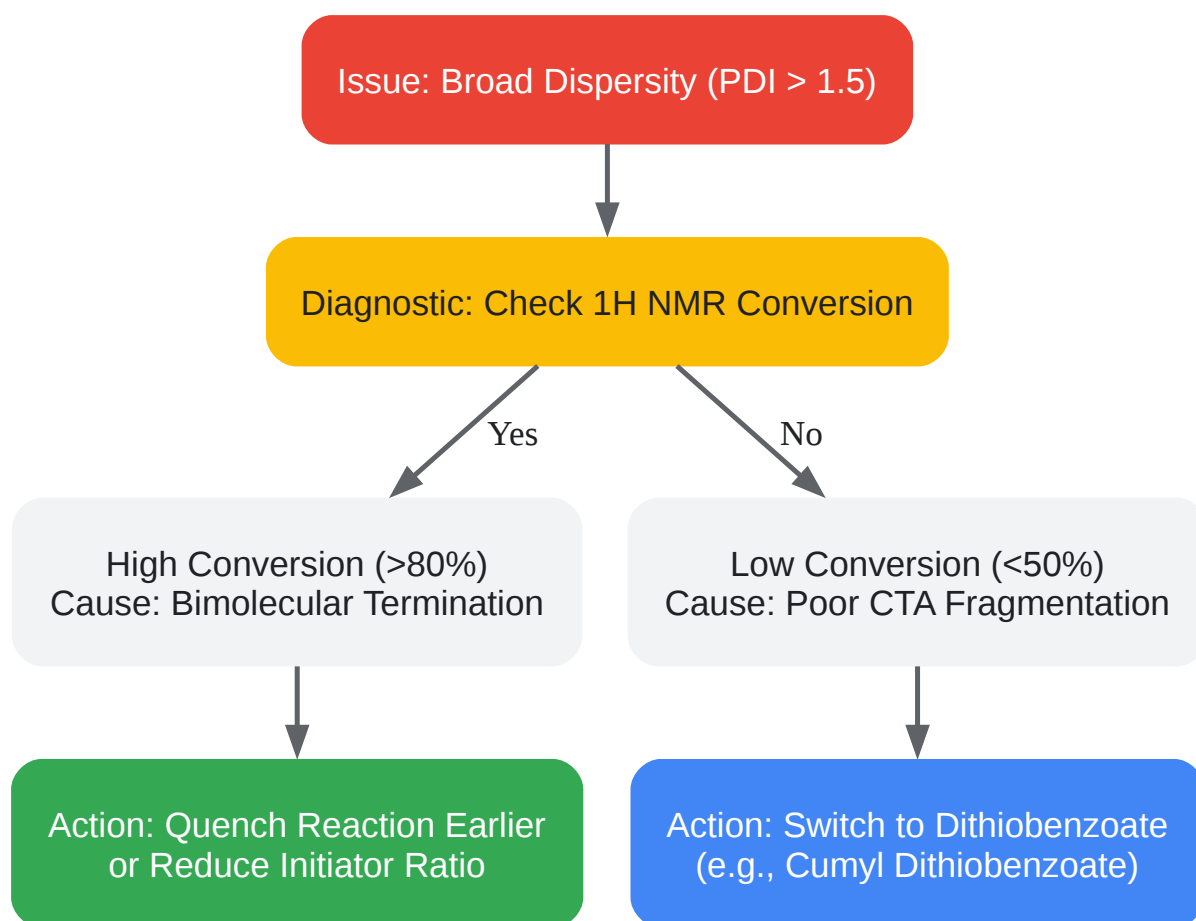 Issue: Broad Dispersity (PDI > 1.5)
Diagnostic: Check 1H NMR Conversion
Yes
No
High Conversion (>80%)
Cause: Bimolecular Termination
Low Conversion (<50%)
Cause: Poor CTA Fragmentation
Action: Quench Reaction Earlier
or Reduce Initiator Ratio
Action: Switch to Dithiobenzoate
(e.g., Cumyl Dithiobenzoate)